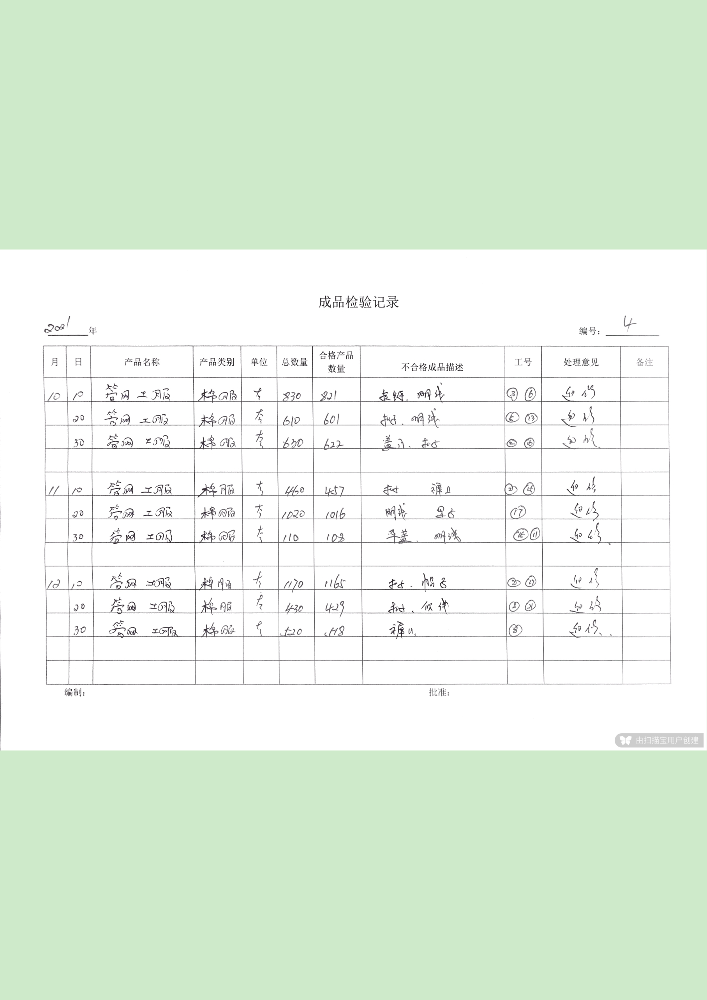 成品检验记录
2021年 编号：4
月 日 产品名称 产品类别 单位 总数量 合格产品数量 不合格成品描述 工号 处理意见 备注
10 10 管网 工服 棉服 套 830 821 拉链. 明线 ③ ⑥ 返修
20 管网 工服 棉服 套 610 601 扣子. 明线 ⑤ ⑬ 返修
30 管网 工服 棉服 套 630 622 盖 扣子 ② ⑯ 返修.
11 10 管网 工服 棉服 套 460 457 扣子 裤口 ② ⑮ 返修
20 管网 工服 棉服 套 1020 1016 明线 ⑰ 返修
30 管网 工服 棉服 套 110 108 盖. 明线 ⑮ ⑪ 返修.
12 10 管网 工服 棉服 套 1170 1165 扣子. 帽子 ② 返修
20 管网 工服 棉服 套 430 429 扣子. ㉑ 返修
30 管网 工服 棉服 套 520 518 裤口. ⑧ 返修.
编制： 批准：
由扫描宝用户创建